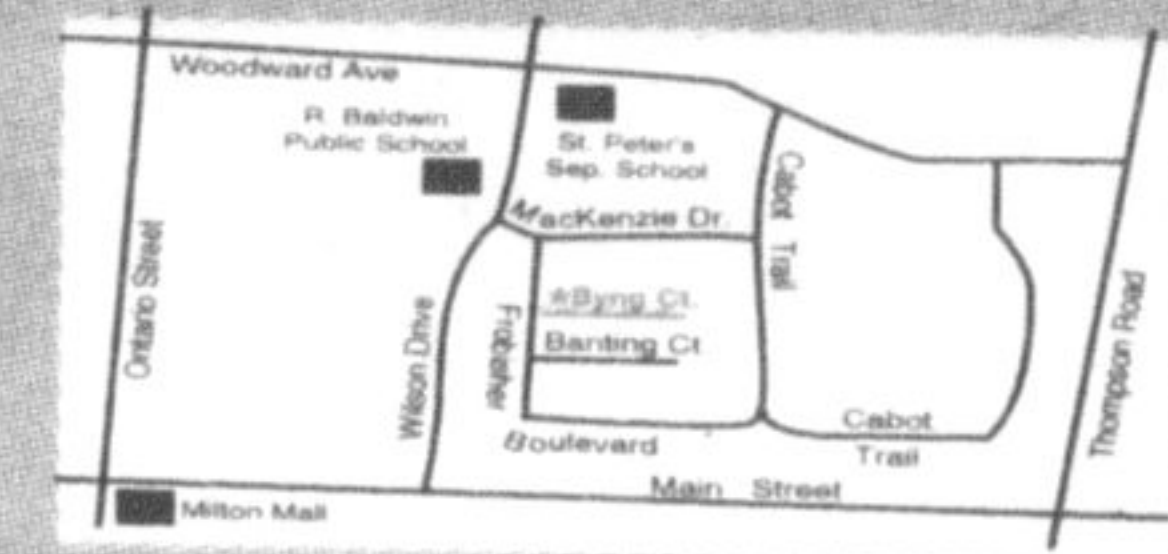 Woodward Ave
R. Baldwin
Public School
St. Peter's
Sep. School
MacKenzie Dr.
Cabot Trail
Ontario Street
Wilson Drive
Frobisher
☆Byng Ct.
Banting Ct
Boulevard
Cabot
Trail
Thompson Road
Main Street
Milton Mall